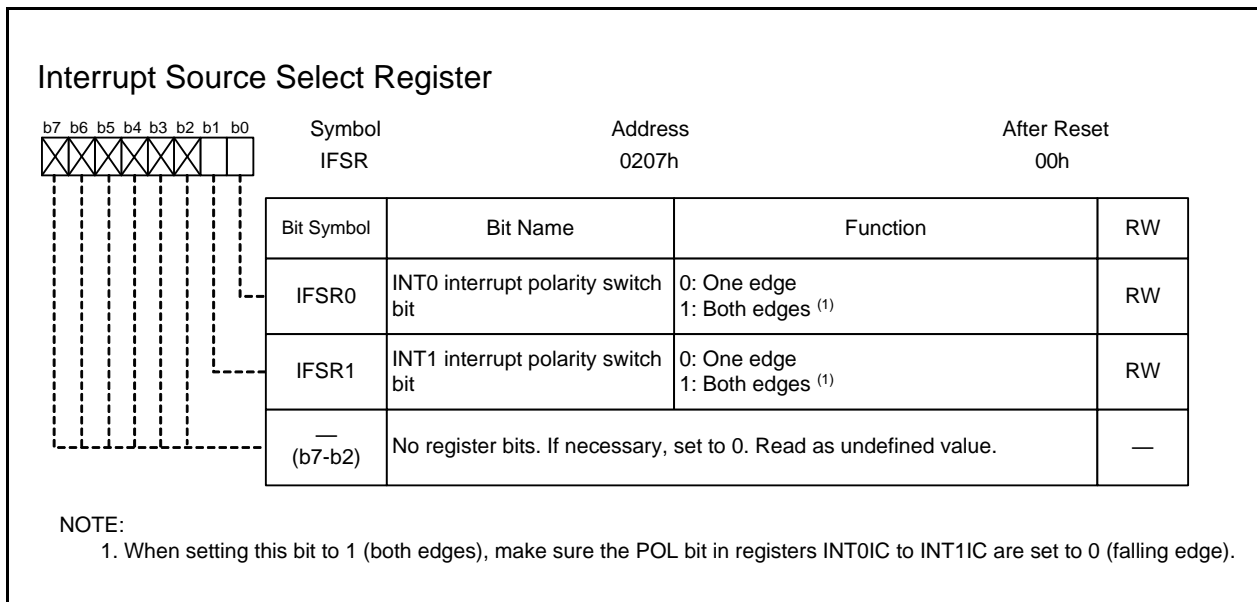 Interrupt Source Select Register
b7 b6 b5 b4 b3 b2 b1 b0
Symbol Address After Reset
IFSR 0207h 00h
Bit Symbol Bit Name Function RW
IFSR0 INT0 interrupt polarity switch bit 0: One edge 1: Both edges (1) RW
IFSR1 INT1 interrupt polarity switch bit 0: One edge 1: Both edges (1) RW
— (b7-b2) No register bits. If necessary, set to 0. Read as undefined value. —
NOTE:
1. When setting this bit to 1 (both edges), make sure the POL bit in registers INT0IC to INT1IC are set to 0 (falling edge).